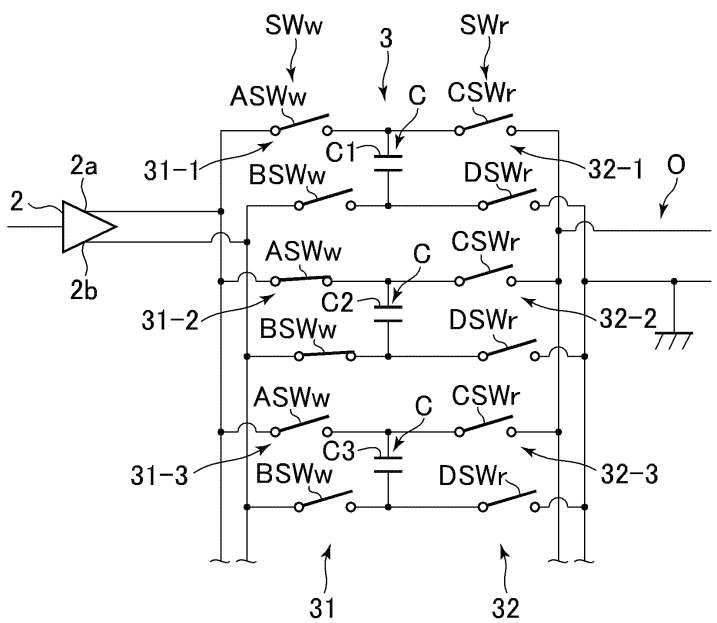 SWw
3
SWr
ASWw
C
CSWr
C1
31-1
32-1
2a
BSWw
DSWr
O
2
2b
ASWw
C
CSWr
C2
31-2
32-2
BSWw
DSWr
ASWw
C
CSWr
C3
31-3
32-3
BSWw
DSWr
31
32